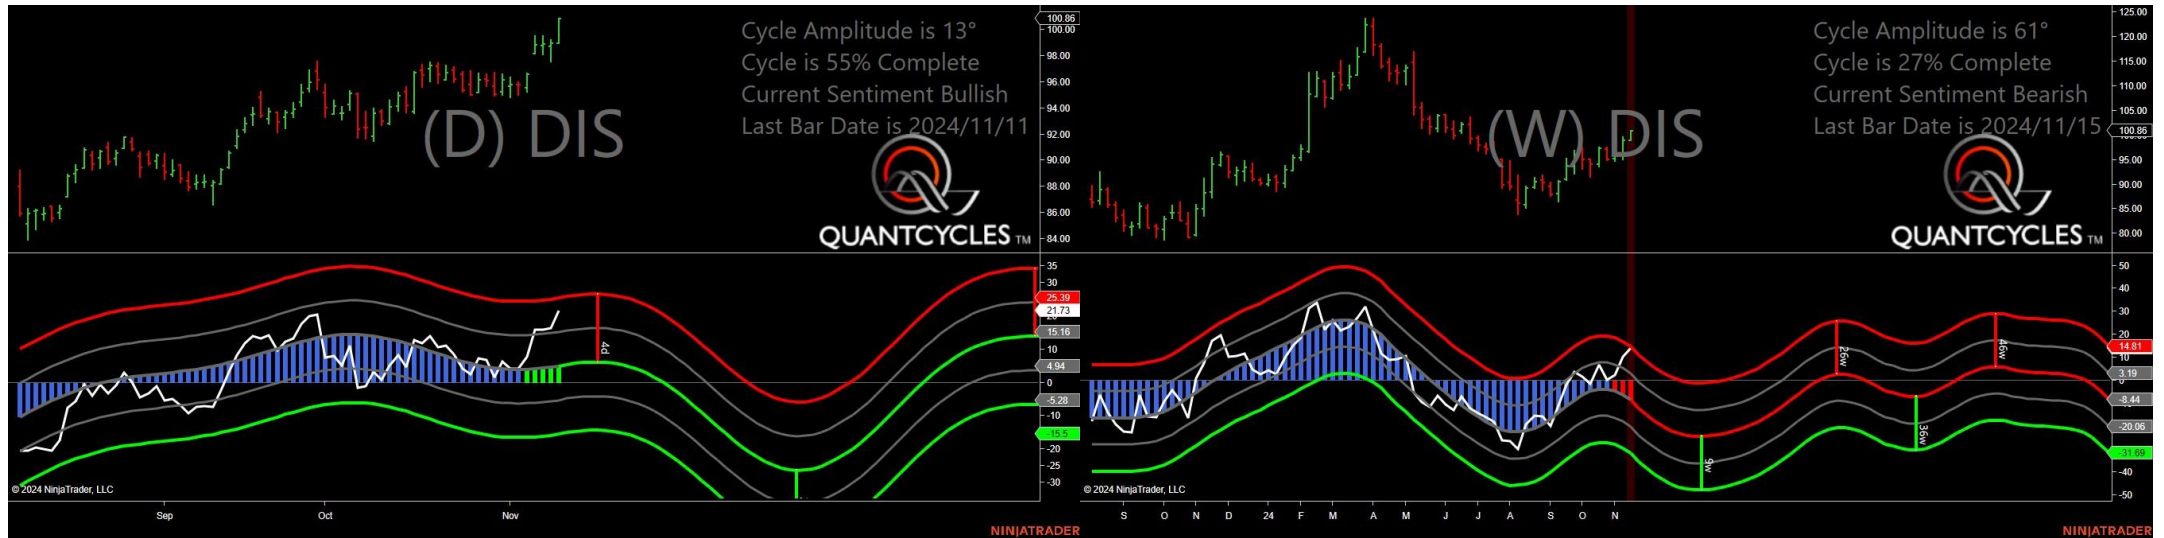 Cycle Amplitude is 13°
Cycle is 55% Complete
Current Sentiment Bullish
Last Bar Date is 2024/11/11
(D) DIS
QUANTCYCLES TM
100.86
100.00
98.00
96.00
94.00
92.00
90.00
88.00
86.00
84.00
35
30
25.39
21.73
20
15.16
10
4.94
0
-5.28
-10
-15.5
-20
-25
-30
4d
© 2024 NinjaTrader, LLC
Sep Oct Nov
NINJATRADER
Cycle Amplitude is 61°
Cycle is 27% Complete
Current Sentiment Bearish
Last Bar Date is 2024/11/15
(W) DIS
QUANTCYCLES TM
125.00
120.00
115.00
110.00
105.00
100.86
95.00
90.00
85.00
80.00
50
40
30
20
14.81
10
3.19
0
-8.44
-20.06
-31.69
-40
-50
9w
26w
36w
46w
© 2024 NinjaTrader, LLC
S O N D 24 F M A M J J A S O N
NINJATRADER